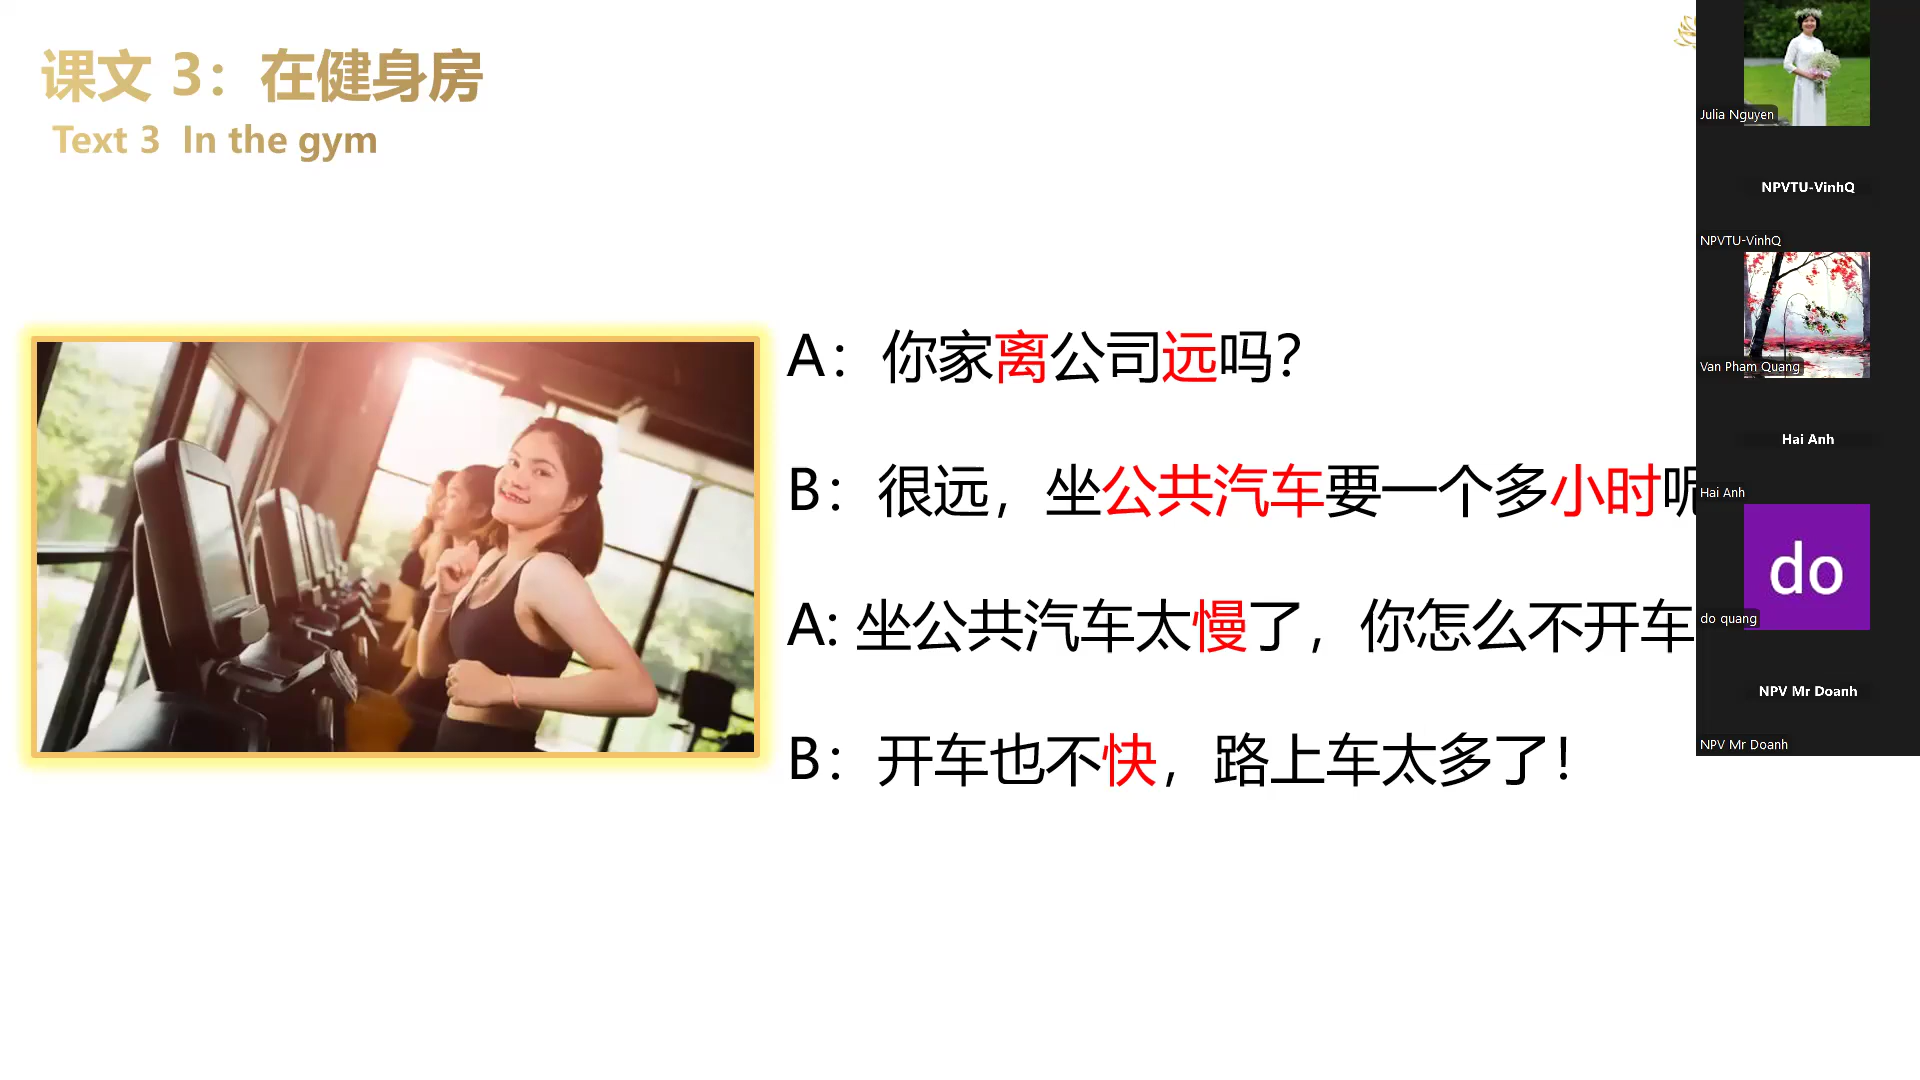 课文 3：在健身房
Text 3 In the gym
A：你家离公司远吗？
B：很远，坐公共汽车要一个多小时呢
A: 坐公共汽车太慢了，你怎么不开车
B：开车也不快，路上车太多了！
Julia Nguyen
NPVTU-VinhQ
NPVTU-VinhQ
Van Pham Quang
Hai Anh
Hai Anh
do
do quang
NPV Mr Doanh
NPV Mr Doanh